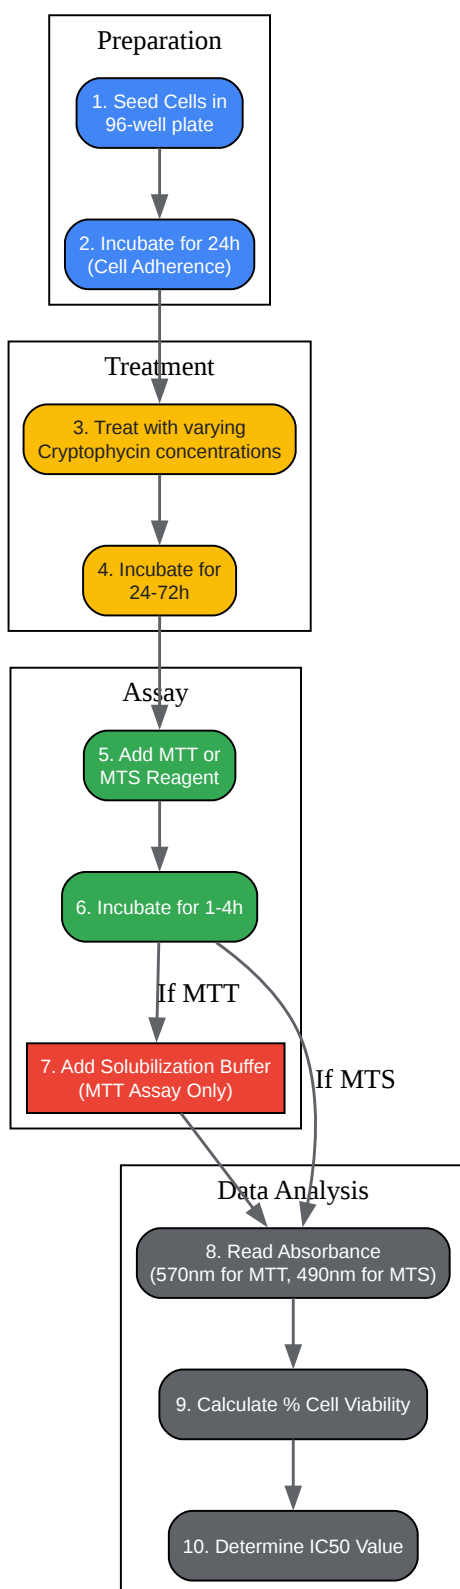 Preparation
1. Seed Cells in
96-well plate
2. Incubate for 24h
(Cell Adherence)
Treatment
3. Treat with varying
Cryptophycin concentrations
4. Incubate for
24-72h
Assay
5. Add MTT or
MTS Reagent
6. Incubate for 1-4h
If MTT
7. Add Solubilization Buffer
(MTT Assay Only)
If MTS
Data Analysis
8. Read Absorbance
(570nm for MTT, 490nm for MTS)
9. Calculate % Cell Viability
10. Determine IC50 Value